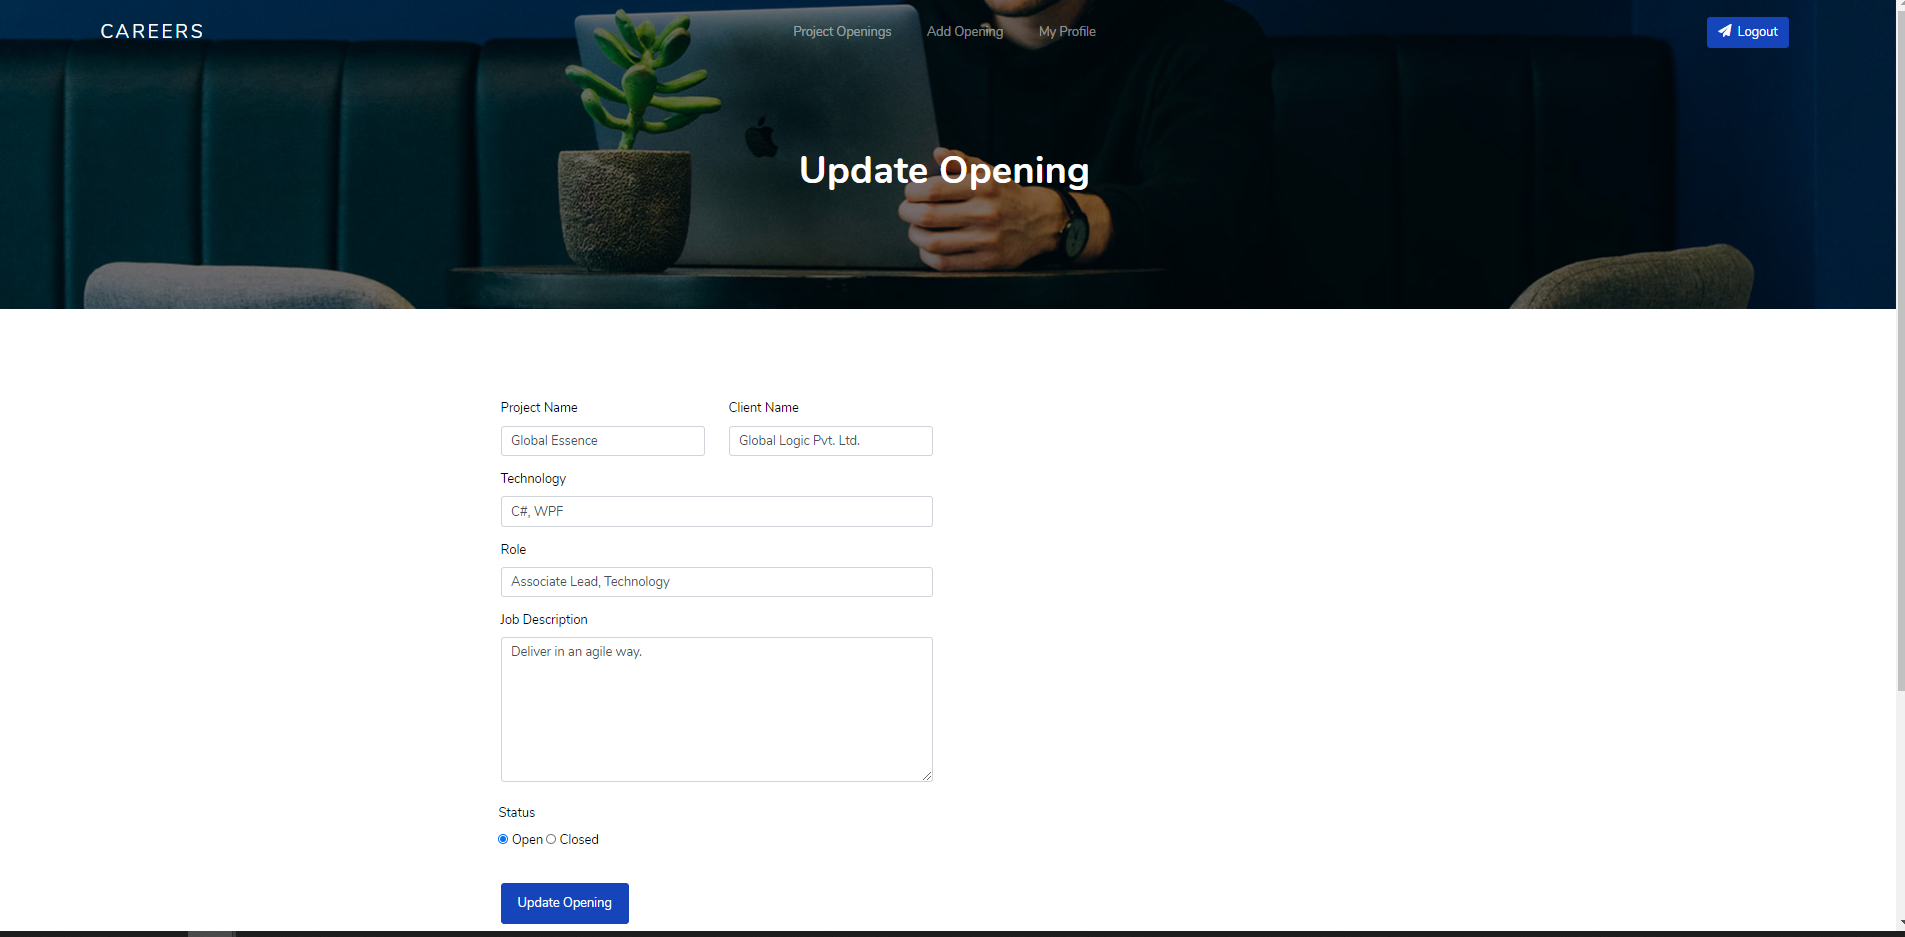 CAREERS Project Openings Add Opening My Profile Logout
Update Opening
Project Name Client Name
Global Essence Global Logic Pvt. Ltd.
Technology
C#, WPF
Role
Associate Lead, Technology
Job Description
Deliver in an agile way.
Status
Open Closed
Update Opening